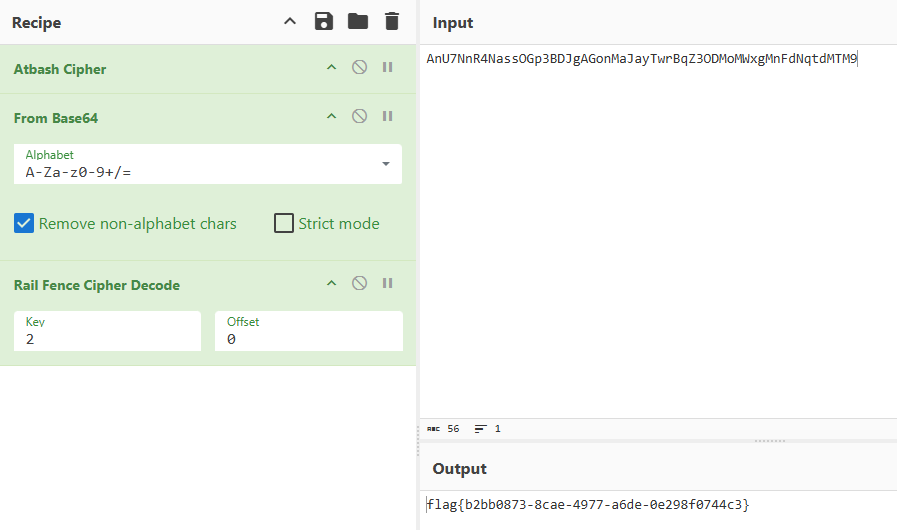 Recipe
Atbash Cipher
From Base64
Alphabet
A-Za-z0-9+/=
Remove non-alphabet chars
Strict mode
Rail Fence Cipher Decode
Key
2
Offset
0
Input
AnU7NnR4NassOGp3BDJgAGonMaJayTwrBqZ3ODMoMWxgMnFdNqtdMTM9
ABC 56 1
Output
flag{b2bb0873-8cae-4977-a6de-0e298f0744c3}